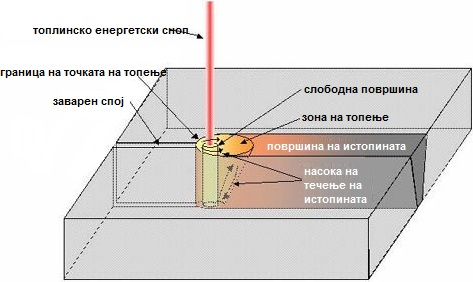 топлинско енергетски сноп
граница на точката на топење
заварен спој
слободна површина
зона на топење
површина на истопината
насока на
течење на
истопината